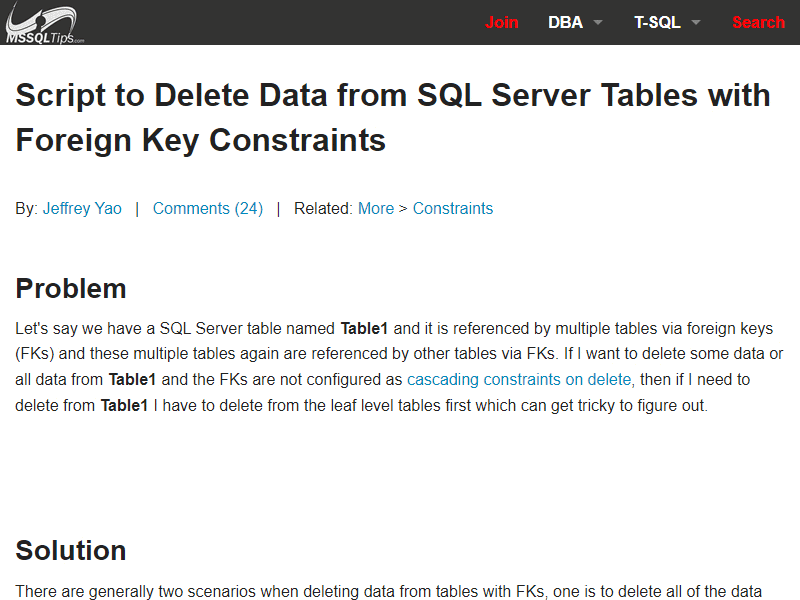 MSSQLTips.com
Join DBA T-SQL Search
Script to Delete Data from SQL Server Tables with
Foreign Key Constraints
By: Jeffrey Yao | Comments (24) | Related: More > Constraints
Problem
Let's say we have a SQL Server table named Table1 and it is referenced by multiple tables via foreign keys
(FKs) and these multiple tables again are referenced by other tables via FKs. If I want to delete some data or
all data from Table1 and the FKs are not configured as cascading constraints on delete, then if I need to
delete from Table1 I have to delete from the leaf level tables first which can get tricky to figure out.
Solution
There are generally two scenarios when deleting data from tables with FKs, one is to delete all of the data